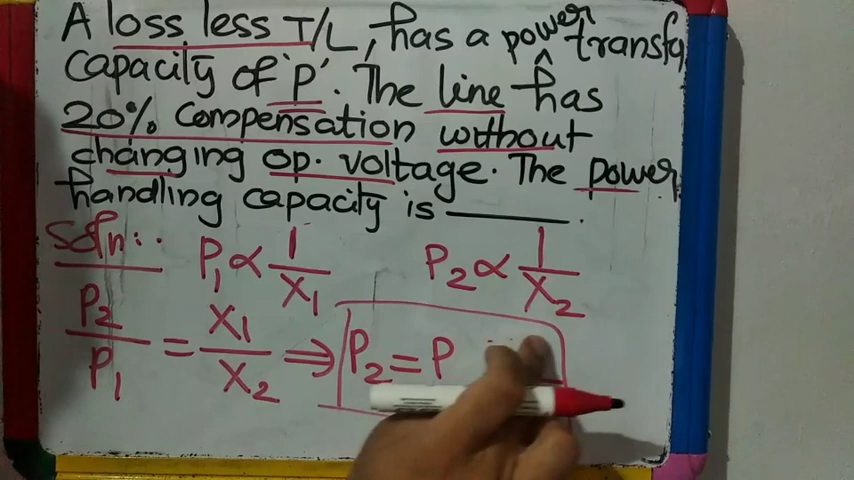 A loss less T/L, has a power transfe
capacity of 'P'. The line has
20% compensation without
changing op. voltage. The power
handling capacity is ______.
Soln:-
P₁ ∝ 1/X₁ P₂ ∝ 1/X₂
P₂/P₁ = X₁/X₂ ⇒ P₂ = P